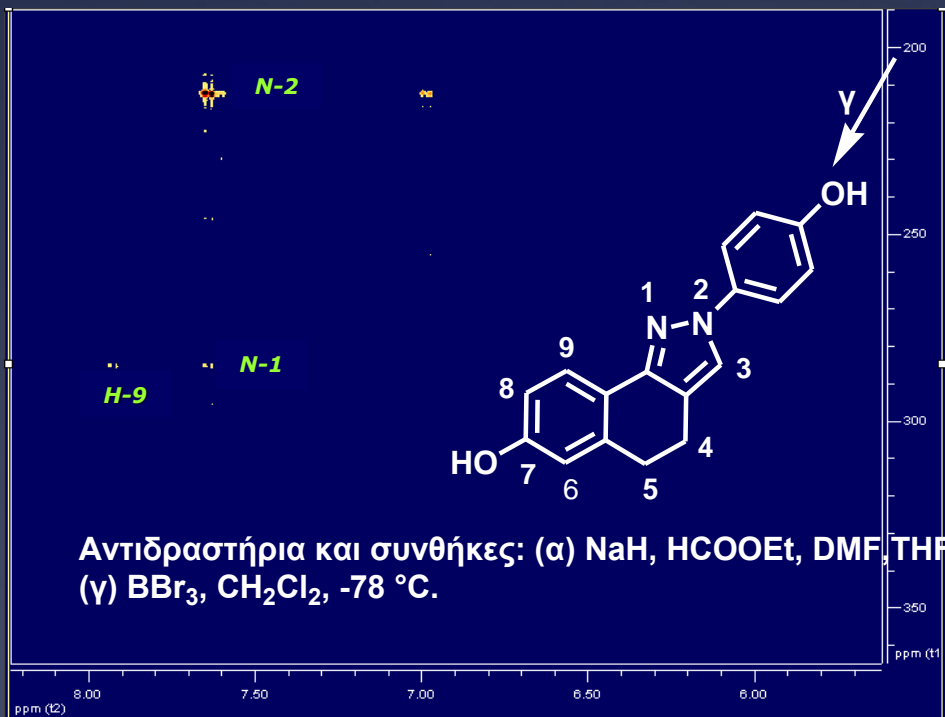 200
N-2
γ
OH
250
1
2
N
N
9
3
N-1
H-9
8
300
4
HO
7
6
5
Αντιδραστήρια και συνθήκες: (α) NaH, HCOOEt, DMF,THF
(γ) BBr3, CH2Cl2, -78 °C.
350
ppm (t1
8.00
7.50
7.00
6.50
6.00
ppm (t2)